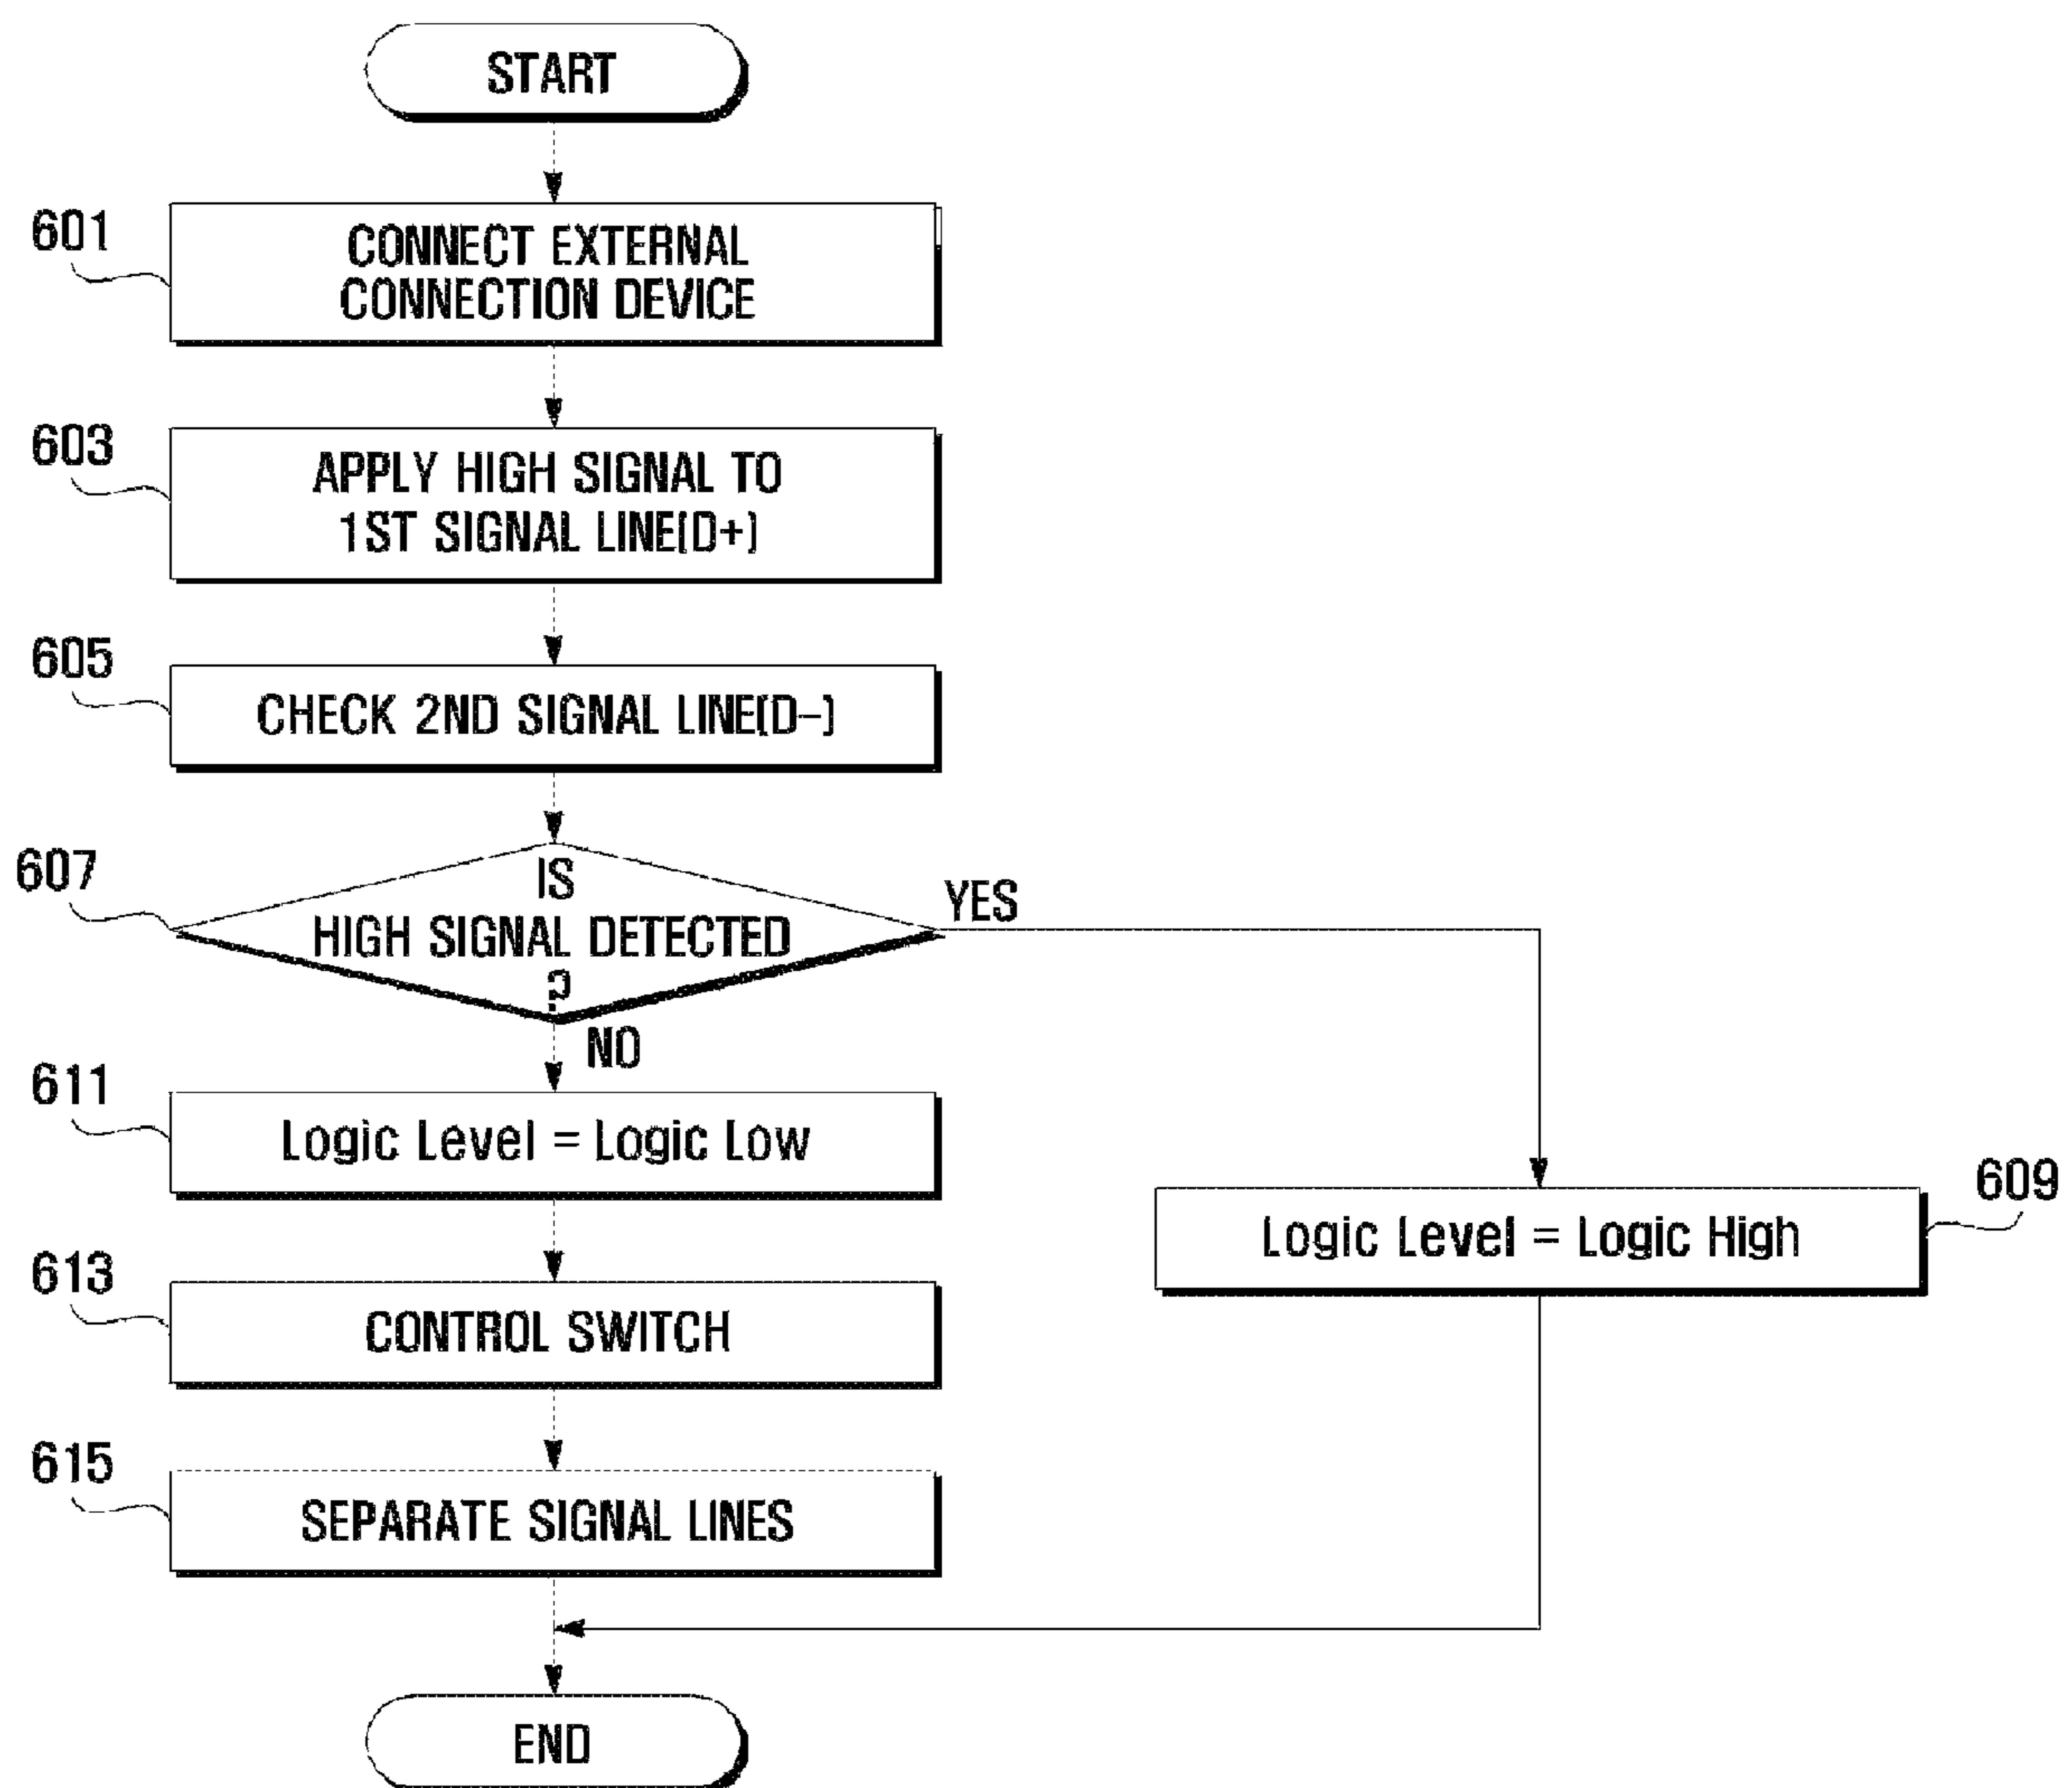 START
601
CONNECT EXTERNAL
CONNECTION DEVICE
603
APPLY HIGH SIGNAL TO
1ST SIGNAL LINE(D+)
605
CHECK 2ND SIGNAL LINE(D−)
607
IS
HIGH SIGNAL DETECTED
?
YES
NO
611
Logic Level = Logic Low
609
Logic Level = Logic High
613
CONTROL SWITCH
615
SEPARATE SIGNAL LINES
END